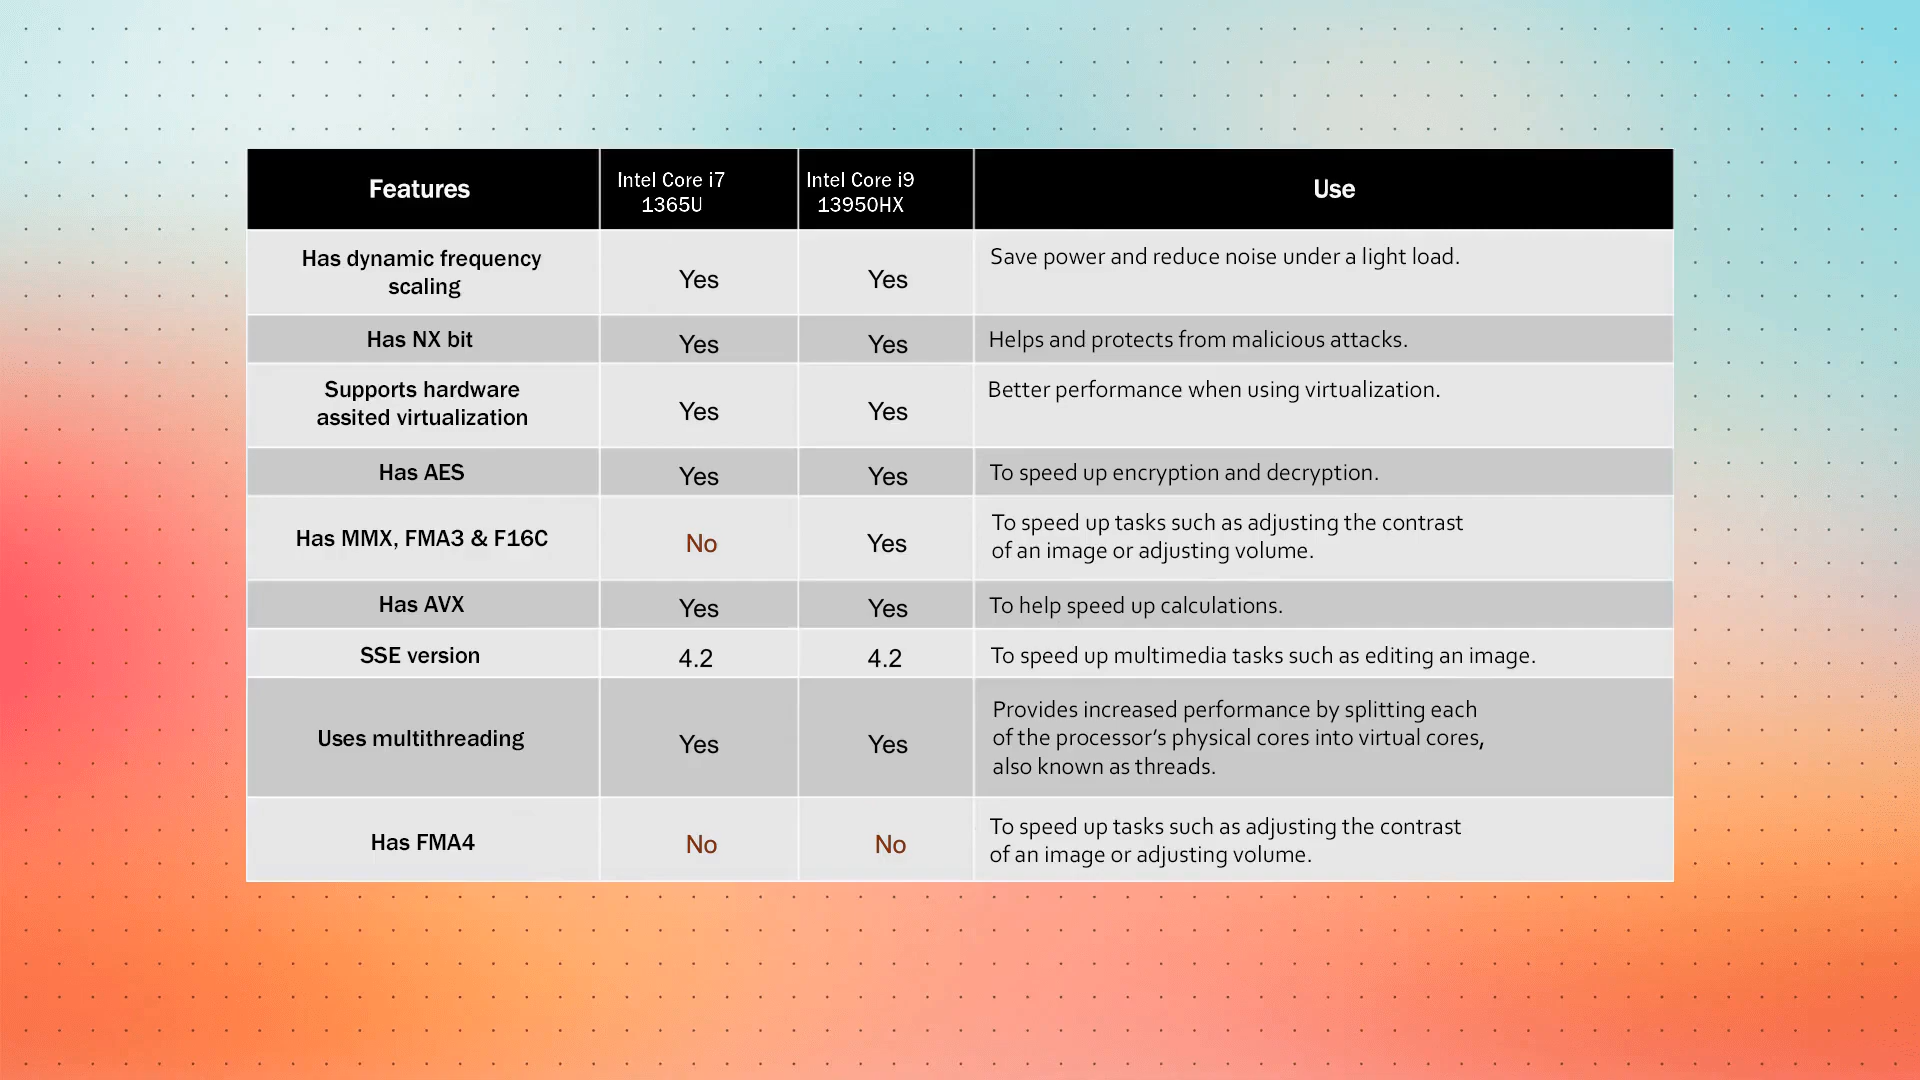 Features
Intel Core i7
1365U
Intel Core i9
13950HX
Use
Has dynamic frequency
scaling
Yes
Yes
Save power and reduce noise under a light load.
Has NX bit
Yes
Yes
Helps and protects from malicious attacks.
Supports hardware
assited virtualization
Yes
Yes
Better performance when using virtualization.
Has AES
Yes
Yes
To speed up encryption and decryption.
Has MMX, FMA3 & F16C
No
Yes
To speed up tasks such as adjusting the contrast
of an image or adjusting volume.
Has AVX
Yes
Yes
To help speed up calculations.
SSE version
4.2
4.2
To speed up multimedia tasks such as editing an image.
Uses multithreading
Yes
Yes
Provides increased performance by splitting each
of the processor's physical cores into virtual cores,
also known as threads.
Has FMA4
No
No
To speed up tasks such as adjusting the contrast
of an image or adjusting volume.